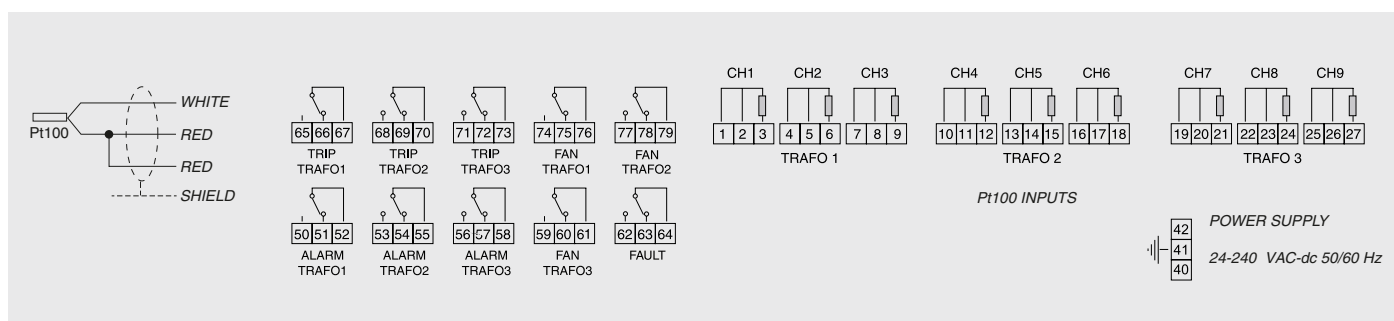 Pt100
WHITE
RED
RED
SHIELD
65 66 67
TRIP
TRAFO1
68 69 70
TRIP
TRAFO2
71 72 73
TRIP
TRAFO3
74 75 76
FAN
TRAFO1
77 78 79
FAN
TRAFO2
50 51 52
ALARM
TRAFO1
53 54 55
ALARM
TRAFO2
56 57 58
ALARM
TRAFO3
59 60 61
FAN
TRAFO3
62 63 64
FAULT
CH1 CH2 CH3
1 2 3 4 5 6 7 8 9
TRAFO 1
CH4 CH5 CH6
10 11 12 13 14 15 16 17 18
TRAFO 2
CH7 CH8 CH9
19 20 21 22 23 24 25 26 27
TRAFO 3
Pt100 INPUTS
42
41
40
POWER SUPPLY
24-240 VAC-dc 50/60 Hz